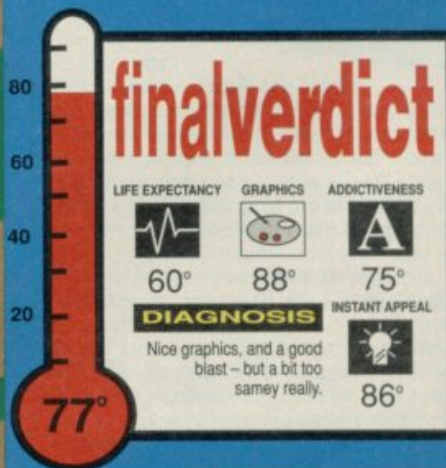 80
60
40
20
77°
finalverdict
LIFE EXPECTANCY GRAPHICS ADDICTIVENESS
A
60° 88° 75°
DIAGNOSIS
Nice graphics, and a good
blast – but a bit too
samey really.
INSTANT APPEAL
86°